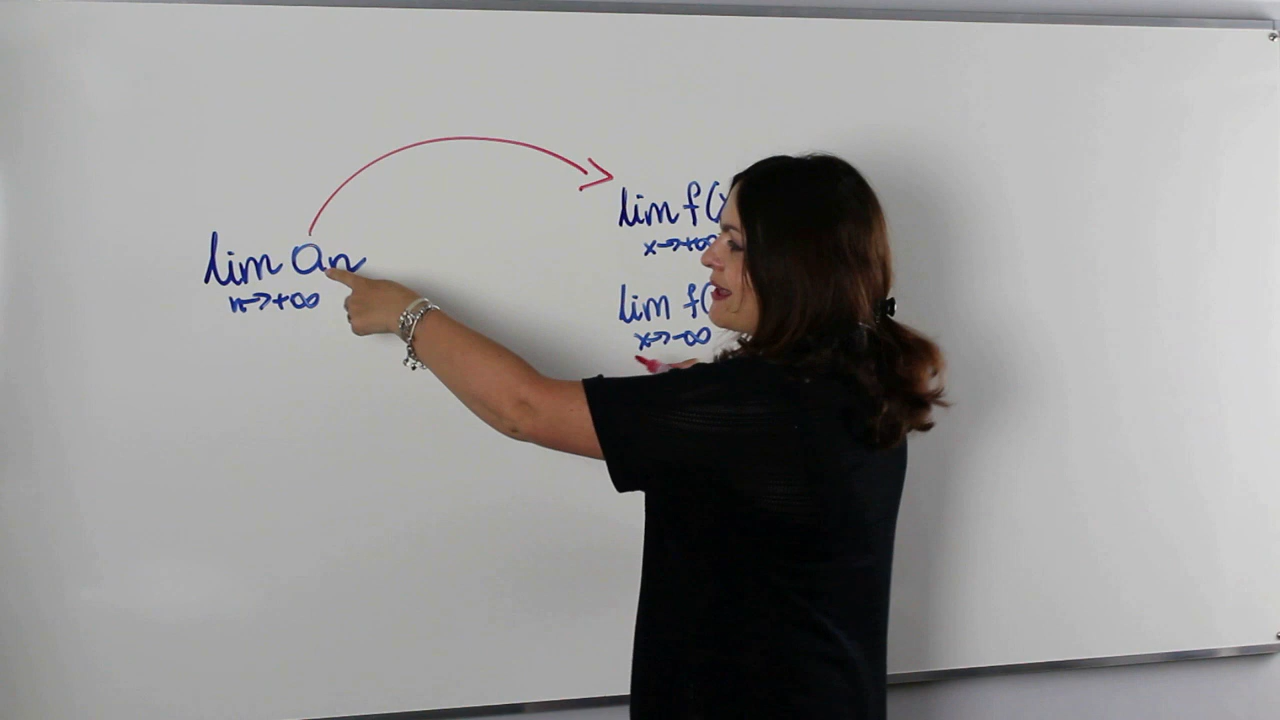 lim an
n→+∞
lim f(x
x→+∞
lim f(
x→-∞